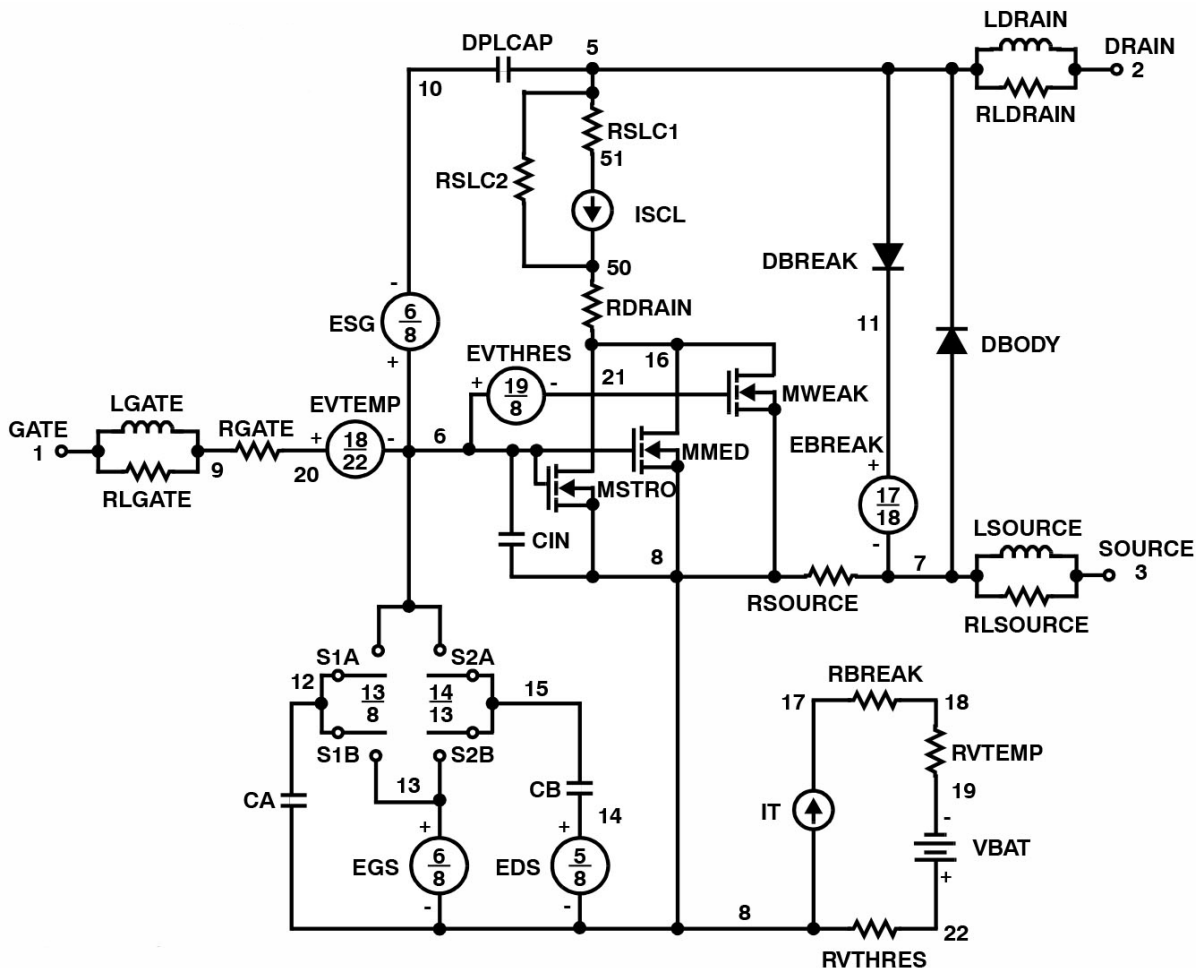 LDRAIN
DPLCAP
5
DRAIN
2
10
RLDRAIN
RSLC1
51
RSLC2
ISCL
DBREAK
50
-
ESG
6
8
+
RDRAIN
11
DBODY
EVTHRES
16
21
+
19
8
-
MWEAK
LGATE
EVTEMP
GATE
1
RGATE
+
18
22
-
6
EBREAK
+
MMED
9
20
RLGATE
MSTRO
17
18
-
LSOURCE
CIN
8
7
SOURCE
3
RSOURCE
RLSOURCE
S1A
S2A
12
13
8
14
13
15
RBREAK
17
18
S1B
S2B
RVTEMP
13
CA
CB
14
IT
19
-
VBAT
+
+
EGS
6
8
-
+
EDS
5
8
-
8
22
RVTHRES